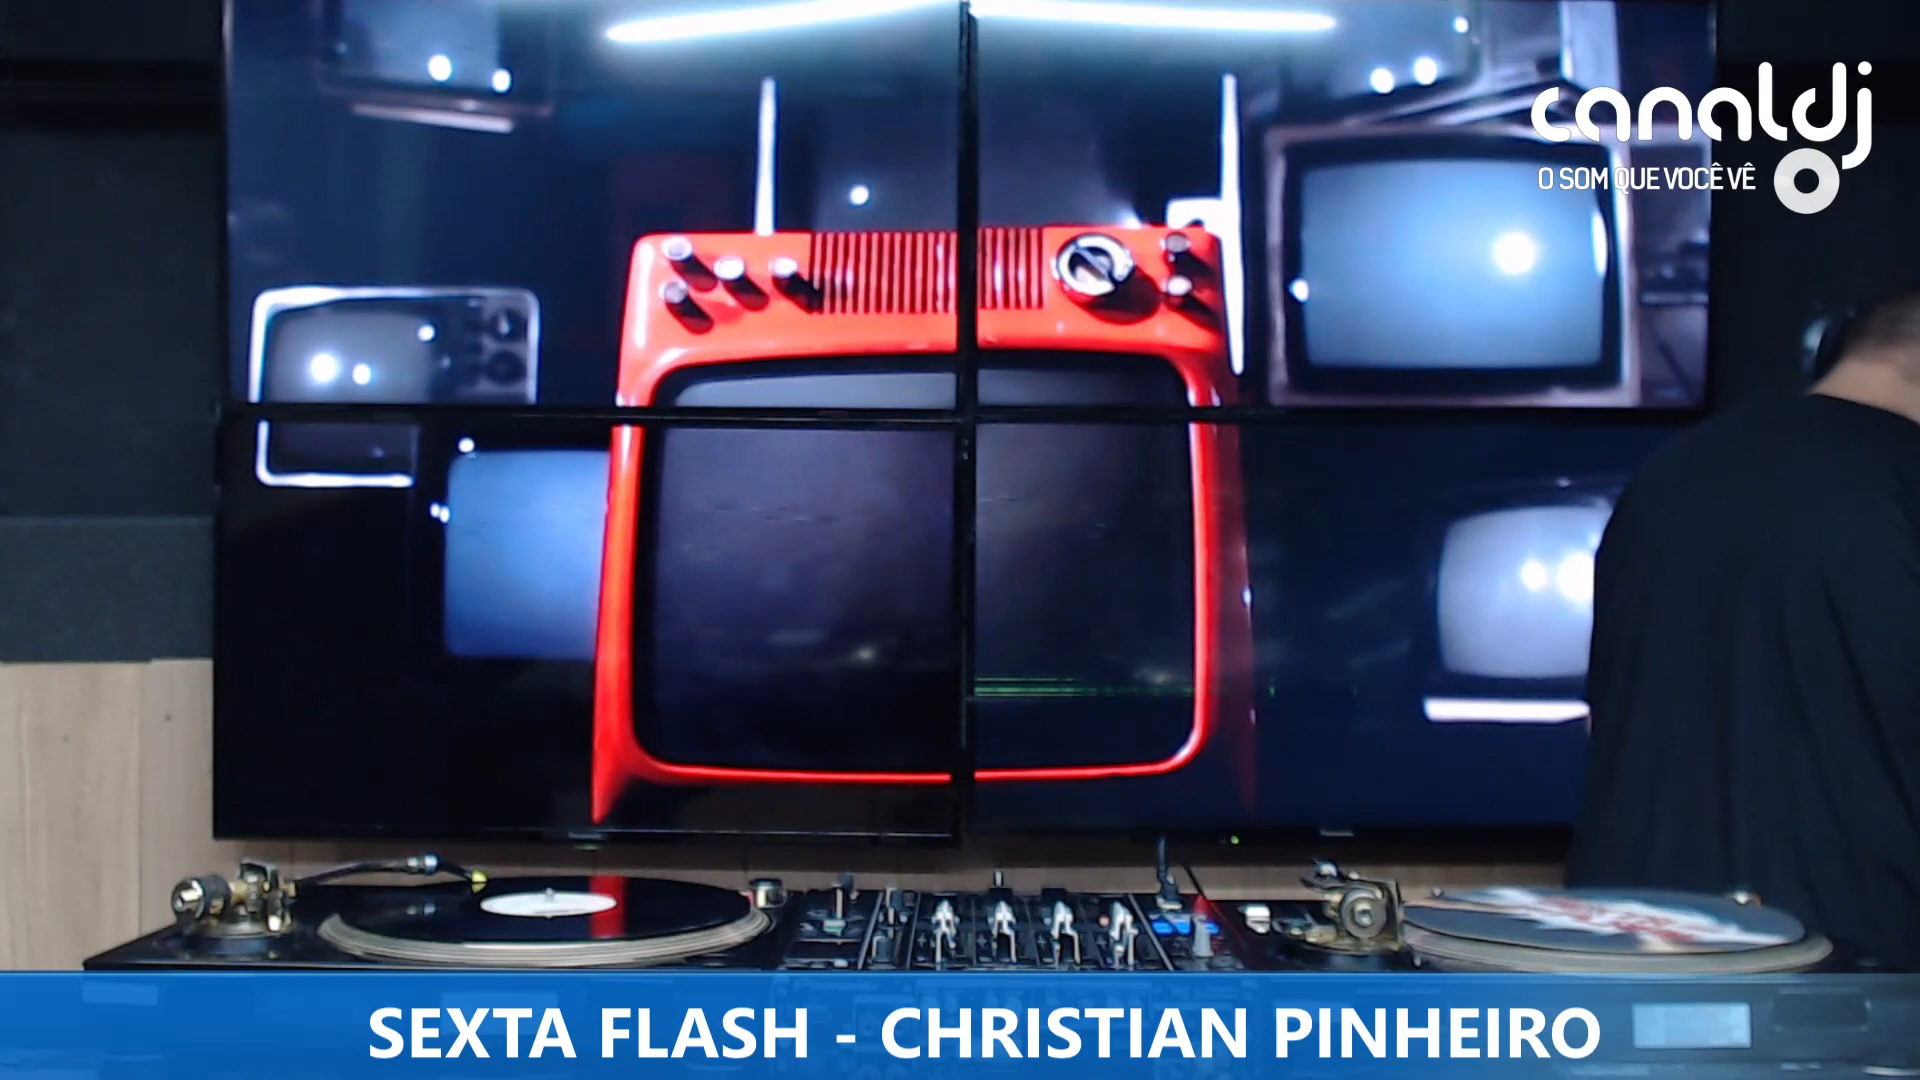 canaldj
O SOM QUE VOCÊ VÊ
SEXTA FLASH - CHRISTIAN PINHEIRO